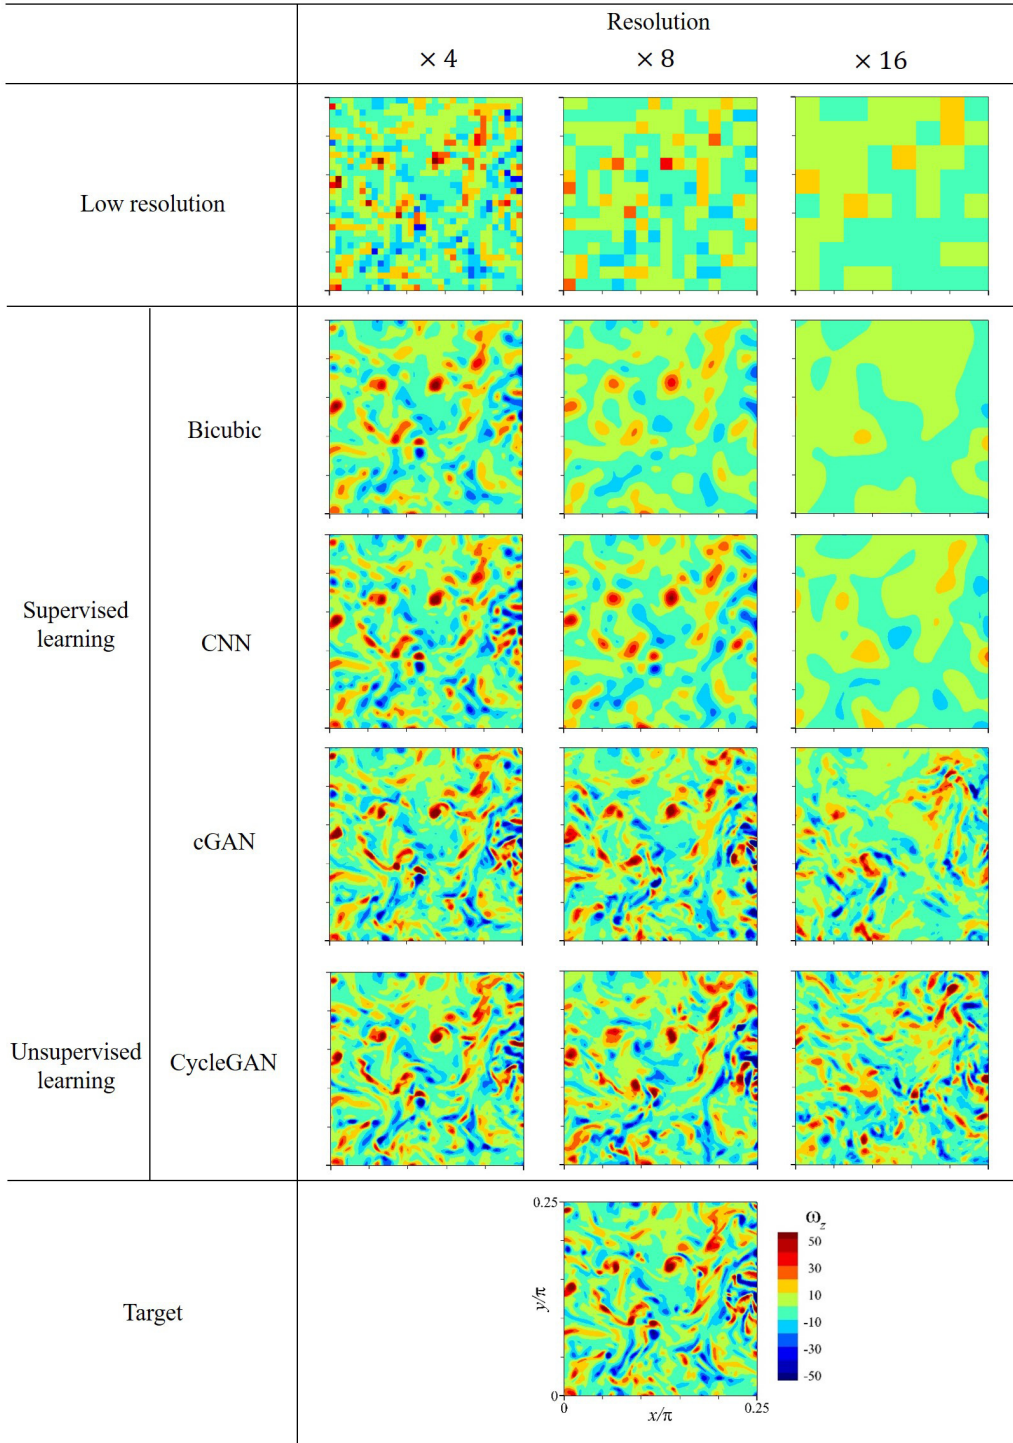 Resolution
× 4 × 8 × 16
Low resolution
Bicubic
Supervised
learning
CNN
cGAN
Unsupervised
learning
CycleGAN
Target
0.25
y/π
0
0
x/π
0.25
ω_z
50
30
10
-10
-30
-50